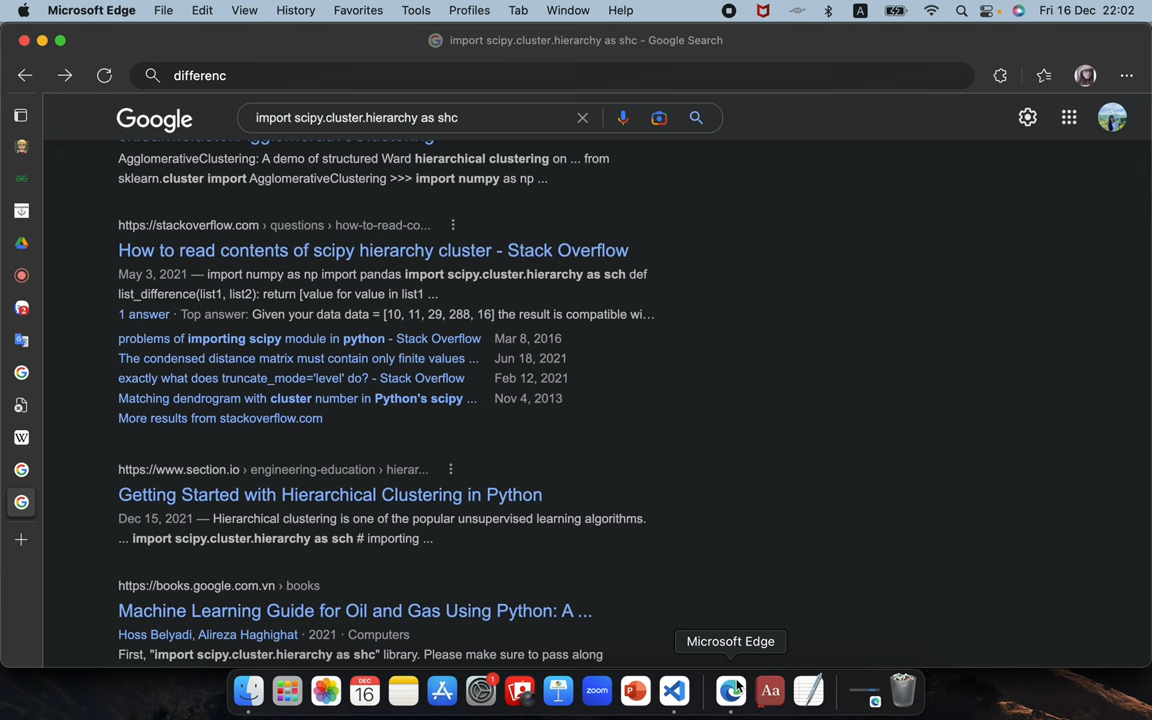 Microsoft Edge File Edit View History Favorites Tools Profiles Tab Window Help A Fri 16 Dec 22:02
import scipy.cluster.hierarchy as shc - Google Search
differenc
Google import scipy.cluster.hierarchy as shc
AgglomerativeClustering: A demo of structured Ward hierarchical clustering on ... from
sklearn.cluster import AgglomerativeClustering >>> import numpy as np ...
https://stackoverflow.com › questions › how-to-read-co...
How to read contents of scipy hierarchy cluster - Stack Overflow
May 3, 2021 — import numpy as np import pandas import scipy.cluster.hierarchy as sch def
list_difference(list1, list2): return [value for value in list1 ...
1 answer · Top answer: Given your data data = [10, 11, 29, 288, 16] the result is compatible wi...
problems of importing scipy module in python - Stack Overflow Mar 8, 2016
The condensed distance matrix must contain only finite values ... Jun 18, 2021
exactly what does truncate_mode='level' do? - Stack Overflow Feb 12, 2021
Matching dendrogram with cluster number in Python's scipy ... Nov 4, 2013
More results from stackoverflow.com
https://www.section.io › engineering-education › hierar...
Getting Started with Hierarchical Clustering in Python
Dec 15, 2021 — Hierarchical clustering is one of the popular unsupervised learning algorithms.
... import scipy.cluster.hierarchy as sch # importing ...
https://books.google.com.vn › books
Machine Learning Guide for Oil and Gas Using Python: A ...
Hoss Belyadi, Alireza Haghighat · 2021 · Computers
First, "import scipy.cluster.hierarchy as shc" library. Please make sure to pass along
Microsoft Edge
DEC
16
1
zoom
Aa
2
W